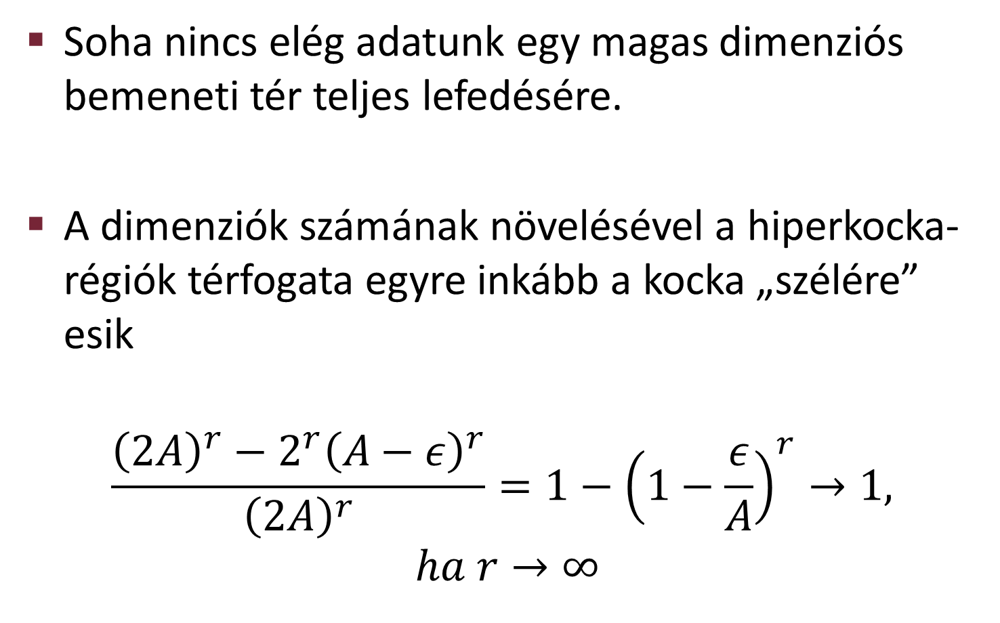 ▪ Soha nincs elég adatunk egy magas dimenziós
bemeneti tér teljes lefedésére.
▪ A dimenziók számának növelésével a hiperkocka-
régiók térfogata egyre inkább a kocka „szélére”
esik
$\frac{(2A)^r - 2^r(A - \epsilon)^r}{(2A)^r} = 1 - \left(1 - \frac{\epsilon}{A}\right)^r \to 1,$
$ha\ r \to \infty$